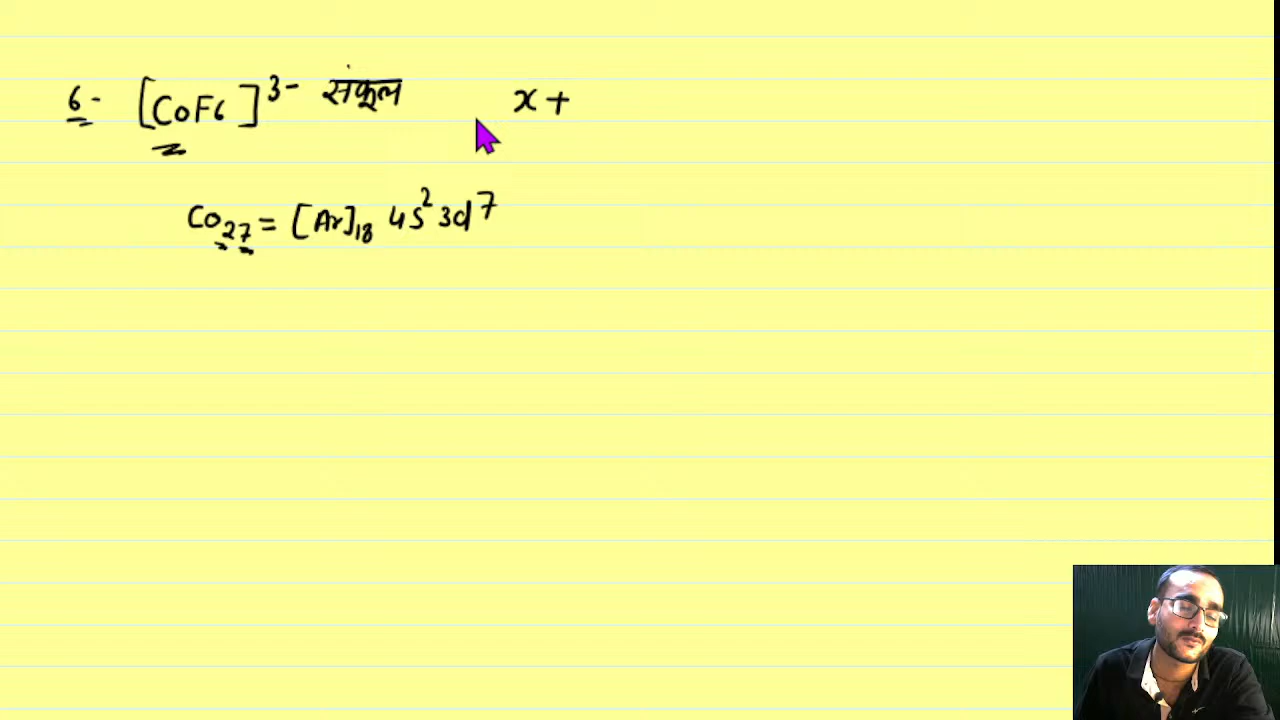 6- [CoF6]³⁻ संकुल x +
Co₂₇ = [Ar]₁₈ 4s² 3d⁷